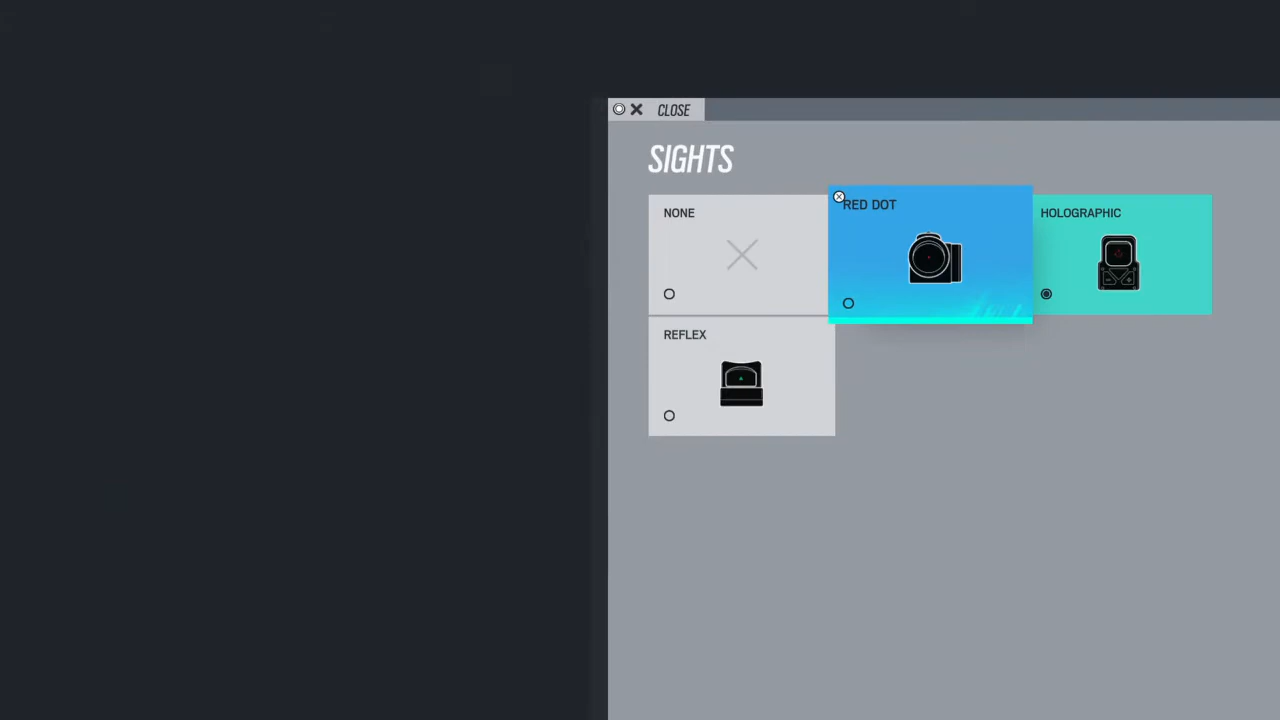 CLOSE
SIGHTS
NONE
RED DOT
HOLOGRAPHIC
REFLEX